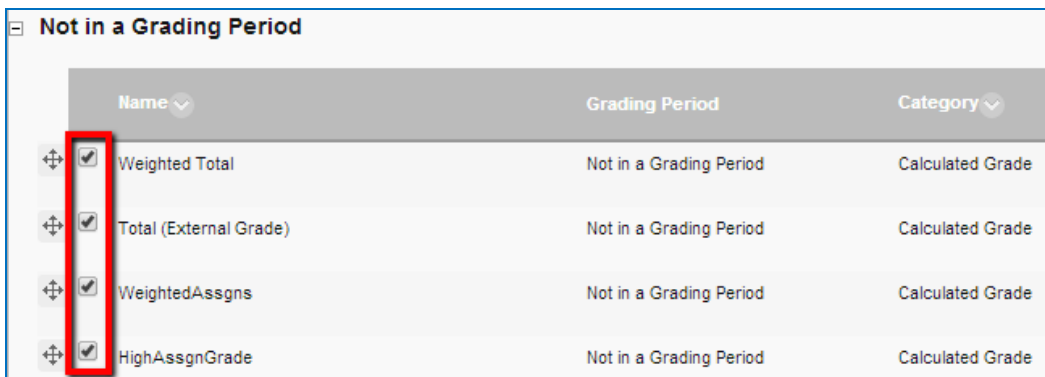 Not in a Grading Period
Name Grading Period Category
Weighted Total Not in a Grading Period Calculated Grade
Total (External Grade) Not in a Grading Period Calculated Grade
WeightedAssgns Not in a Grading Period Calculated Grade
HighAssgnGrade Not in a Grading Period Calculated Grade